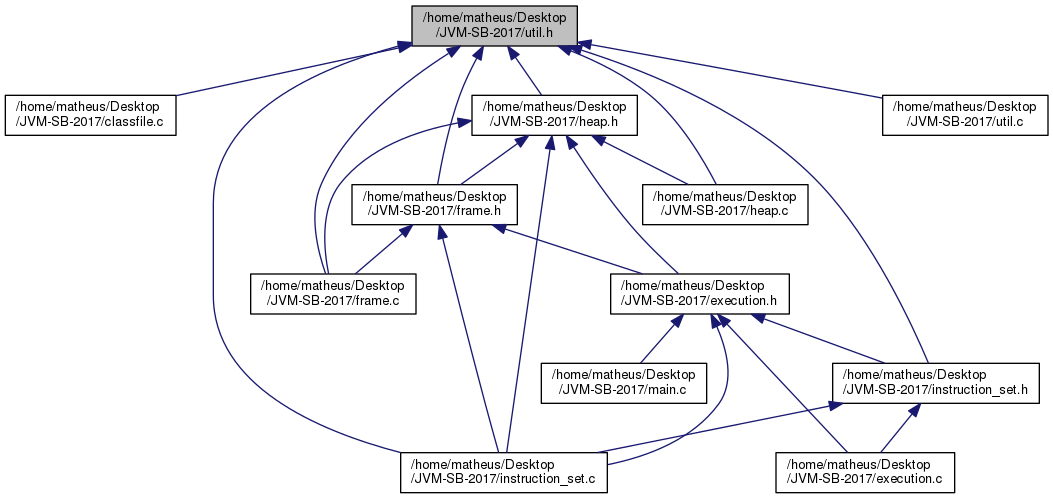 /home/matheus/Desktop
/JVM-SB-2017/util.h
/home/matheus/Desktop
/JVM-SB-2017/classfile.c
/home/matheus/Desktop
/JVM-SB-2017/heap.h
/home/matheus/Desktop
/JVM-SB-2017/util.c
/home/matheus/Desktop
/JVM-SB-2017/frame.h
/home/matheus/Desktop
/JVM-SB-2017/heap.c
/home/matheus/Desktop
/JVM-SB-2017/frame.c
/home/matheus/Desktop
/JVM-SB-2017/execution.h
/home/matheus/Desktop
/JVM-SB-2017/main.c
/home/matheus/Desktop
/JVM-SB-2017/instruction_set.h
/home/matheus/Desktop
/JVM-SB-2017/instruction_set.c
/home/matheus/Desktop
/JVM-SB-2017/execution.c